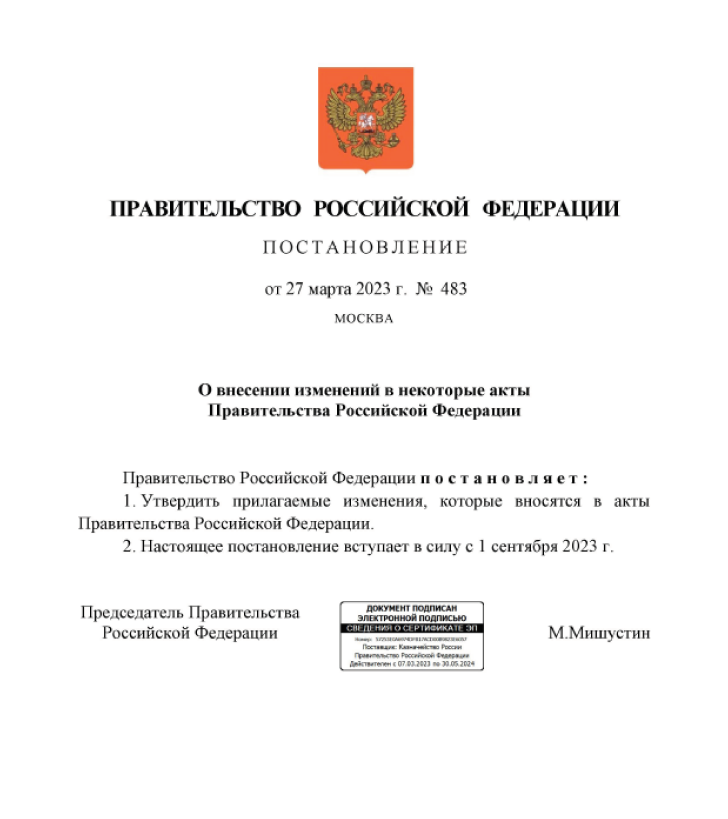 ПРАВИТЕЛЬСТВО РОССИЙСКОЙ ФЕДЕРАЦИИ
ПОСТАНОВЛЕНИЕ
от 27 марта 2023 г. № 483
МОСКВА
О внесении изменений в некоторые акты
Правительства Российской Федерации
Правительство Российской Федерации постановляет:
1. Утвердить прилагаемые изменения, которые вносятся в акты
Правительства Российской Федерации.
2. Настоящее постановление вступает в силу с 1 сентября 2023 г.
Председатель Правительства
Российской Федерации
ДОКУМЕНТ ПОДПИСАН
ЭЛЕКТРОННОЙ ПОДПИСЬЮ
СВЕДЕНИЯ О СЕРТИФИКАТЕ ЭП
Номер:
Поставщик: Казначейство России
Правительство Российской Федерации
Действителен с 07.03.2023 по 30.05.2024
М.Мишустин